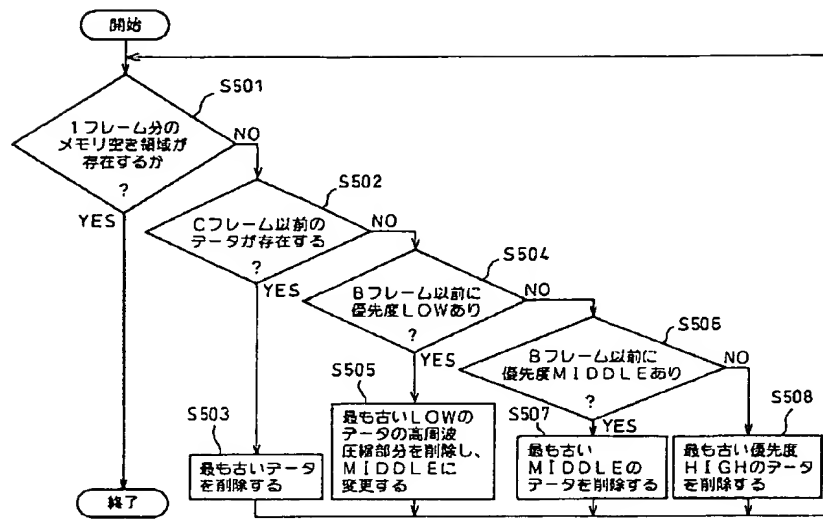 開始
S501
1フレーム分の
メモリ空き領域が
存在するか
?
NO
YES
S502
Cフレーム以前の
データが存在する
?
NO
YES
S503
最も古いデータ
を削除する
S504
Bフレーム以前に
優先度LOWあり
?
NO
YES
S505
最も古いLOWの
データの高周波
圧縮部分を削除し、
MIDDLEに
変更する
S506
Bフレーム以前に
優先度MIDDLEあり
?
NO
YES
S507
最も古い
MIDDLEの
データを削除する
S508
最も古い優先度
HIGHのデータ
を削除する
終了